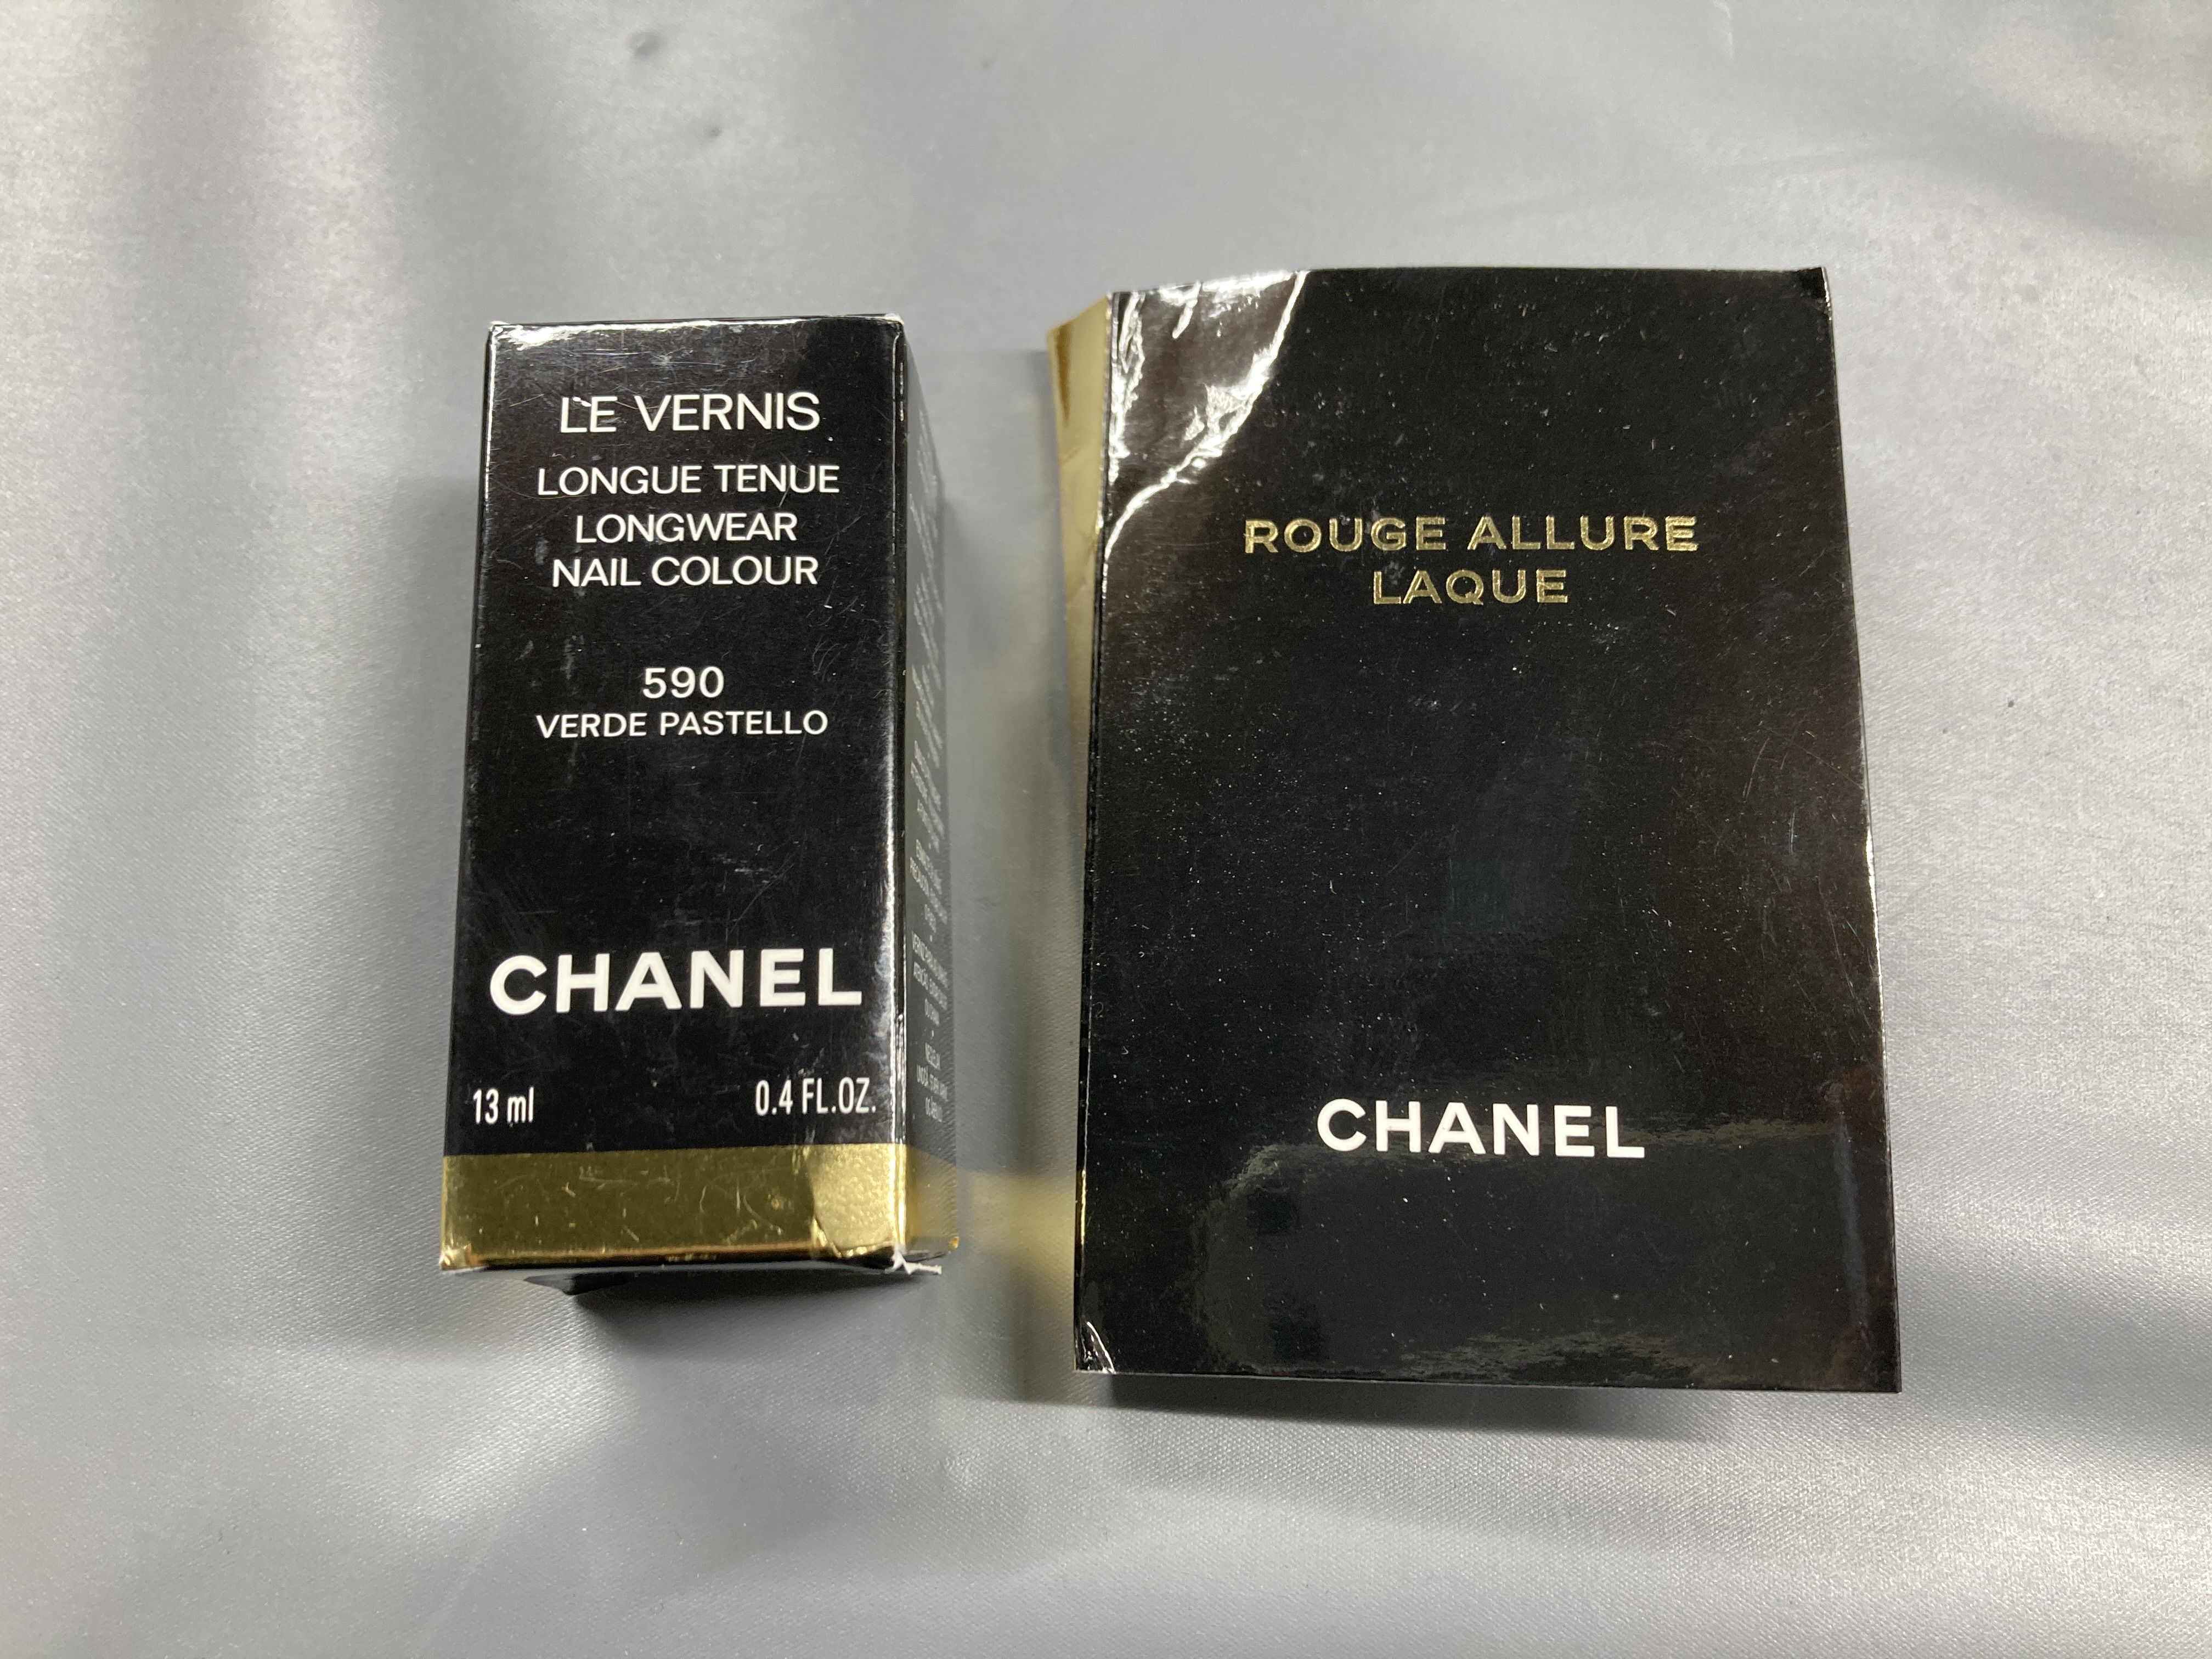 LE VERNIS
LONGUE TENUE
LONGWEAR
NAIL COLOUR
590
VERDE PASTELLO
CHANEL
13 ml 0.4 FL.OZ.
ROUGE ALLURE
LAQUE
CHANEL